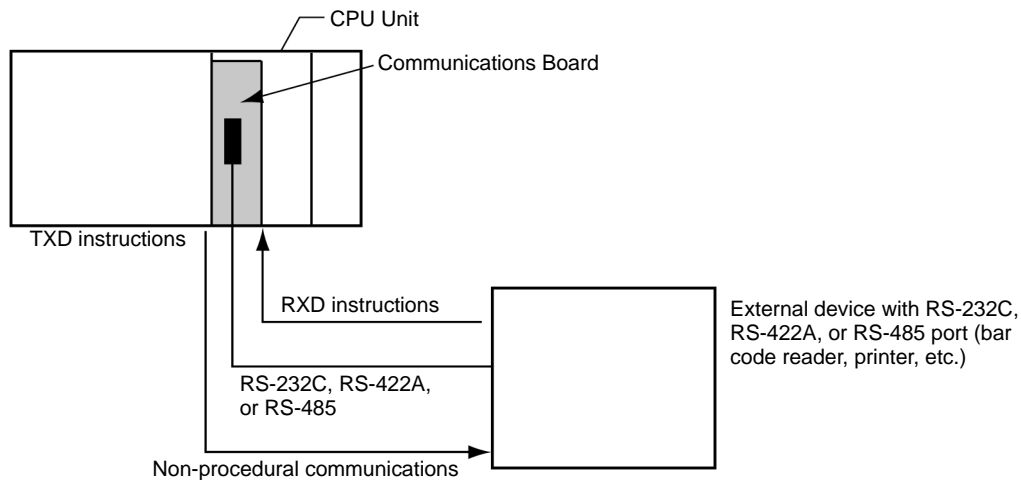 CPU Unit
Communications Board
TXD instructions
RXD instructions
External device with RS-232C,
RS-422A, or RS-485 port (bar
code reader, printer, etc.)
RS-232C, RS-422A,
or RS-485
Non-procedural communications